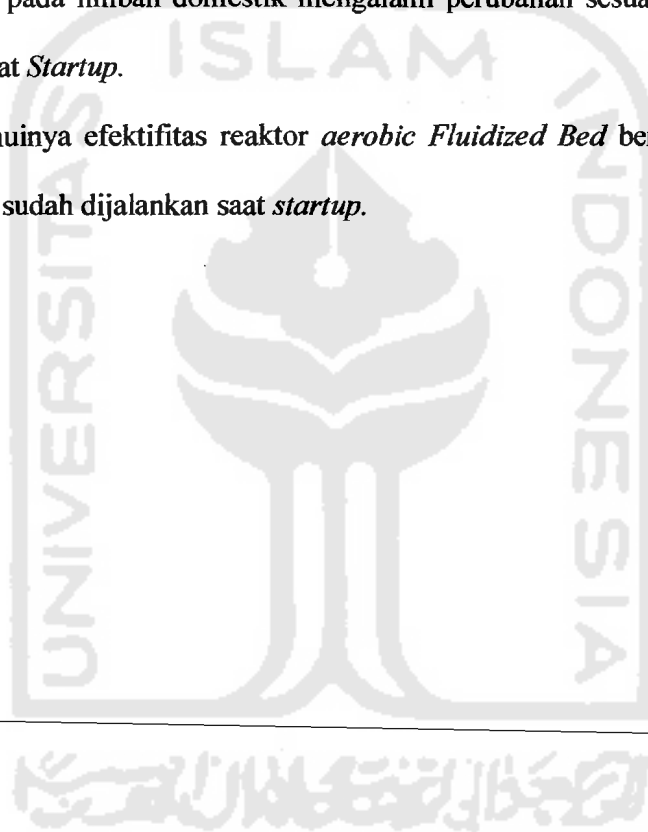 pada limbah domestik mengalami perubahan sesua
at Startup.
uinya efektifitas reaktor aerobic Fluidized Bed be
sudah dijalankan saat startup.
ISLAM
UNIVERSITAS
INDONESIA